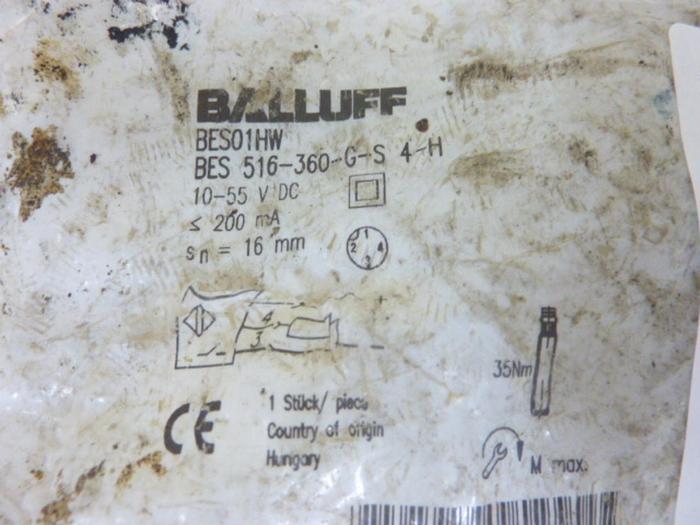 BALLUFF
BES01HW
BES 516-360-G-S 4-H
10-55 V DC
≤ 200 mA
sn = 16 mm
1
2 4
3
4
3
35Nm
1 Stück/ piece
Country of origin
Hungary
CE
M max.